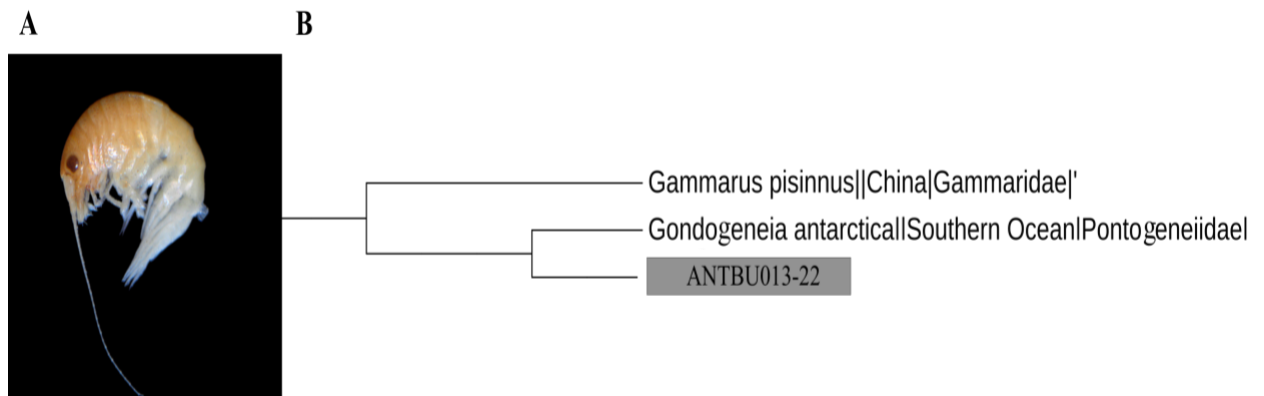 A
B
Gammarus pisinnus||China|Gammaridae|'
Gondogeneia antarctica||Southern Ocean|Pontogeneiidae|
ANTBU013-22